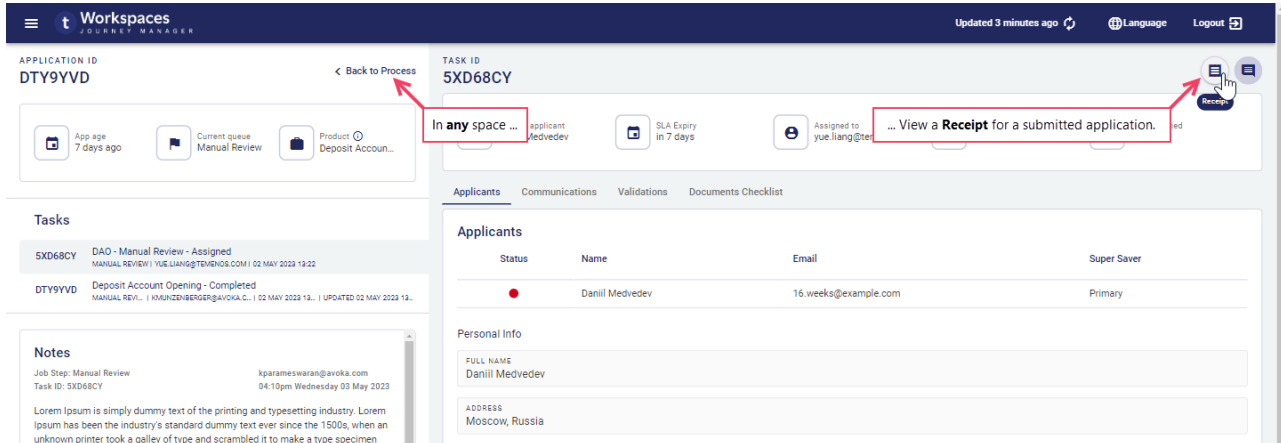 Workspaces
JOURNEY MANAGER
Updated 3 minutes ago
Language
Logout
APPLICATION ID
DTY9YVD
Back to Process
App age
7 days ago
Current queue
Manual Review
Product
Deposit Accoun...
Tasks
5XD68CY
DAO - Manual Review - Assigned
MANUAL REVIEW | YUE.LIANG@TEMENOS.COM | 02 MAY 2023 13:22
DTY9YVD
Deposit Account Opening - Completed
MANUAL REVI... | KMUNZENBERGER@AVOKA.C... | 02 MAY 2023 13... | UPDATED 02 MAY 2023 13...
Notes
Job Step: Manual Review
kparameswaran@avoka.com
Task ID: 5XD68CY
04:10pm Wednesday 03 May 2023
Lorem Ipsum is simply dummy text of the printing and typesetting industry. Lorem
Ipsum has been the industry's standard dummy text ever since the 1500s, when an
unknown printer took a galley of type and scrambled it to make a type specimen
TASK ID
5XD68CY
Receipt
In any space ...
applicant
Medvedev
SLA Expiry
in 7 days
Assigned to
yue.liang@te
... View a Receipt for a submitted application.
Applicants Communications Validations Documents Checklist
Applicants
Status Name Email Super Saver
Daniil Medvedev 16.weeks@example.com Primary
Personal Info
FULL NAME
Daniil Medvedev
ADDRESS
Moscow, Russia